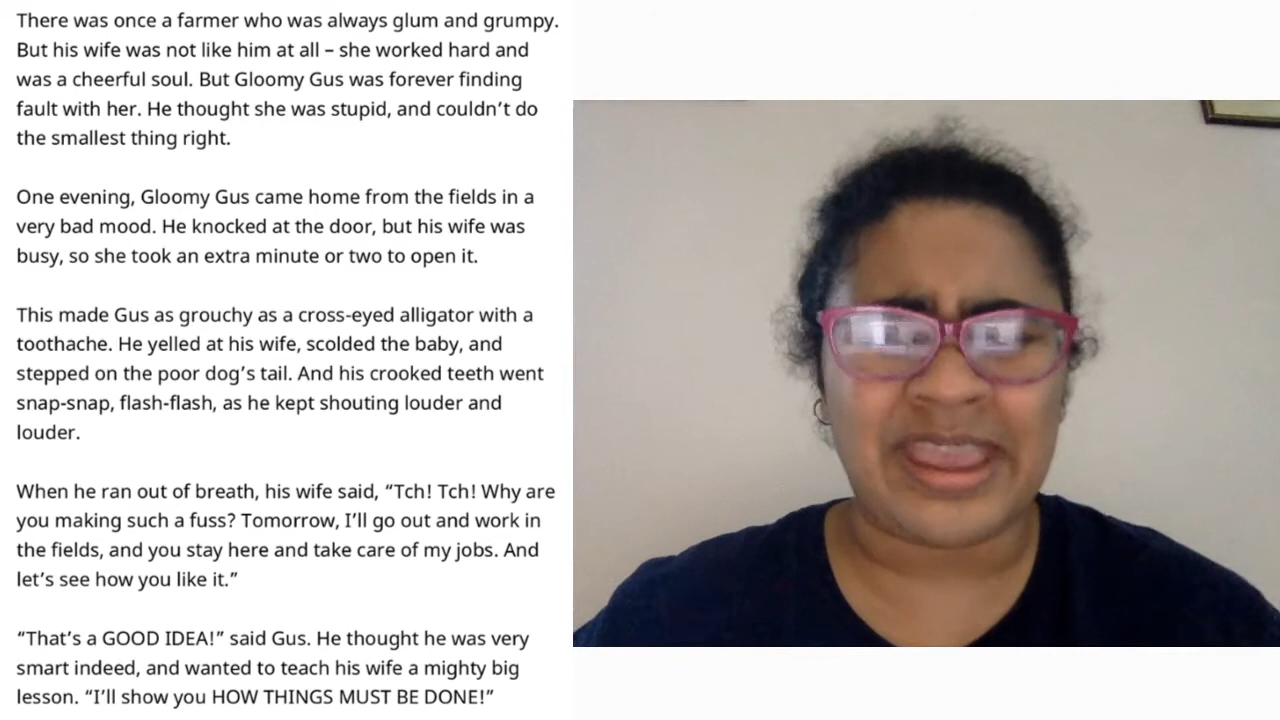 There was once a farmer who was always glum and grumpy.
But his wife was not like him at all – she worked hard and
was a cheerful soul. But Gloomy Gus was forever finding
fault with her. He thought she was stupid, and couldn’t do
the smallest thing right.
One evening, Gloomy Gus came home from the fields in a
very bad mood. He knocked at the door, but his wife was
busy, so she took an extra minute or two to open it.
This made Gus as grouchy as a cross-eyed alligator with a
toothache. He yelled at his wife, scolded the baby, and
stepped on the poor dog’s tail. And his crooked teeth went
snap-snap, flash-flash, as he kept shouting louder and
louder.
When he ran out of breath, his wife said, “Tch! Tch! Why are
you making such a fuss? Tomorrow, I’ll go out and work in
the fields, and you stay here and take care of my jobs. And
let’s see how you like it.”
“That’s a GOOD IDEA!” said Gus. He thought he was very
smart indeed, and wanted to teach his wife a mighty big
lesson. “I’ll show you HOW THINGS MUST BE DONE!”